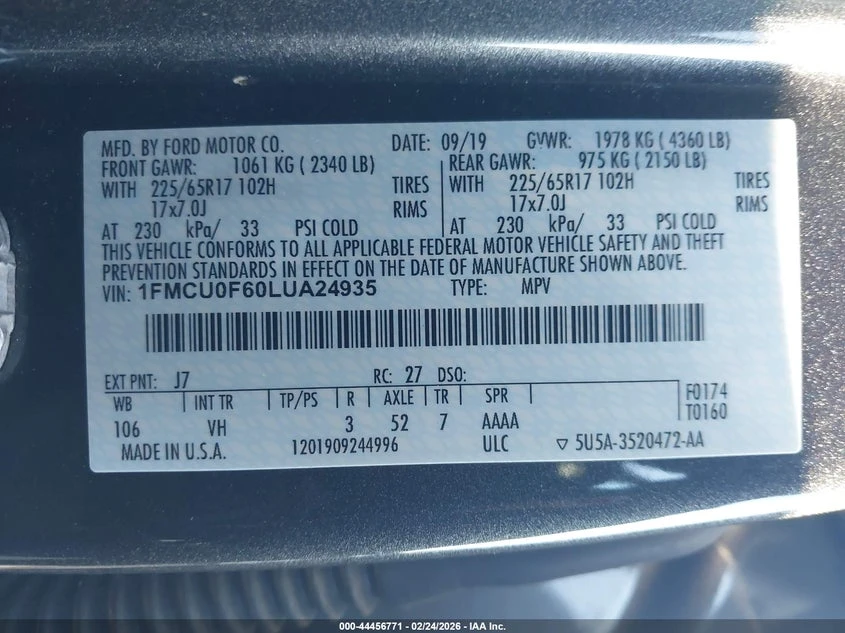 MFD. BY FORD MOTOR CO. DATE: 09/19 GVWR: 1978 KG ( 4360 LB)
FRONT GAWR: 1061 KG ( 2340 LB) REAR GAWR: 975 KG ( 2150 LB)
WITH 225/65R17 102H TIRES WITH 225/65R17 102H TIRES
17x7.0J RIMS 17x7.0J RIMS
AT 230 kPa/ 33 PSI COLD AT 230 kPa/ 33 PSI COLD
THIS VEHICLE CONFORMS TO ALL APPLICABLE FEDERAL MOTOR VEHICLE SAFETY AND THEFT
PREVENTION STANDARDS IN EFFECT ON THE DATE OF MANUFACTURE SHOWN ABOVE.
VIN: 1FMCU0F60LUA24935 TYPE: MPV
EXT PNT: J7 RC: 27 DSO:
WB INT TR TP/PS R AXLE TR SPR F0174
106 VH 3 52 7 AAAA T0160
MADE IN U.S.A. 1201909244996 ULC ▽ 5U5A-3520472-AA
000-44456771 - 02/24/2026 - IAA Inc.